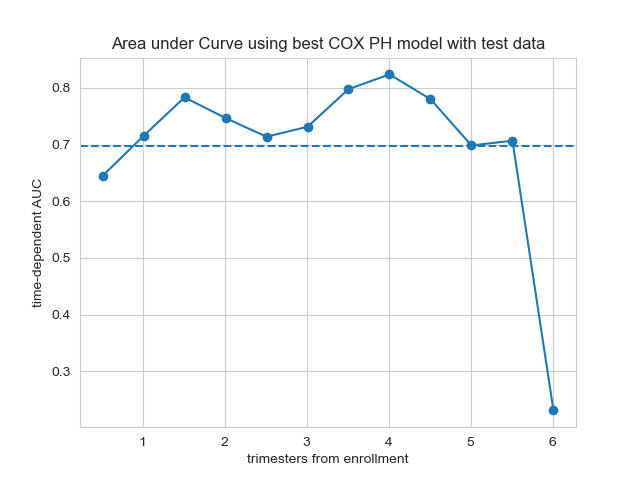 Area under Curve using best COX PH model with test data
time-dependent AUC
0.8
0.7
0.6
0.5
0.4
0.3
1 2 3 4 5 6
trimesters from enrollment